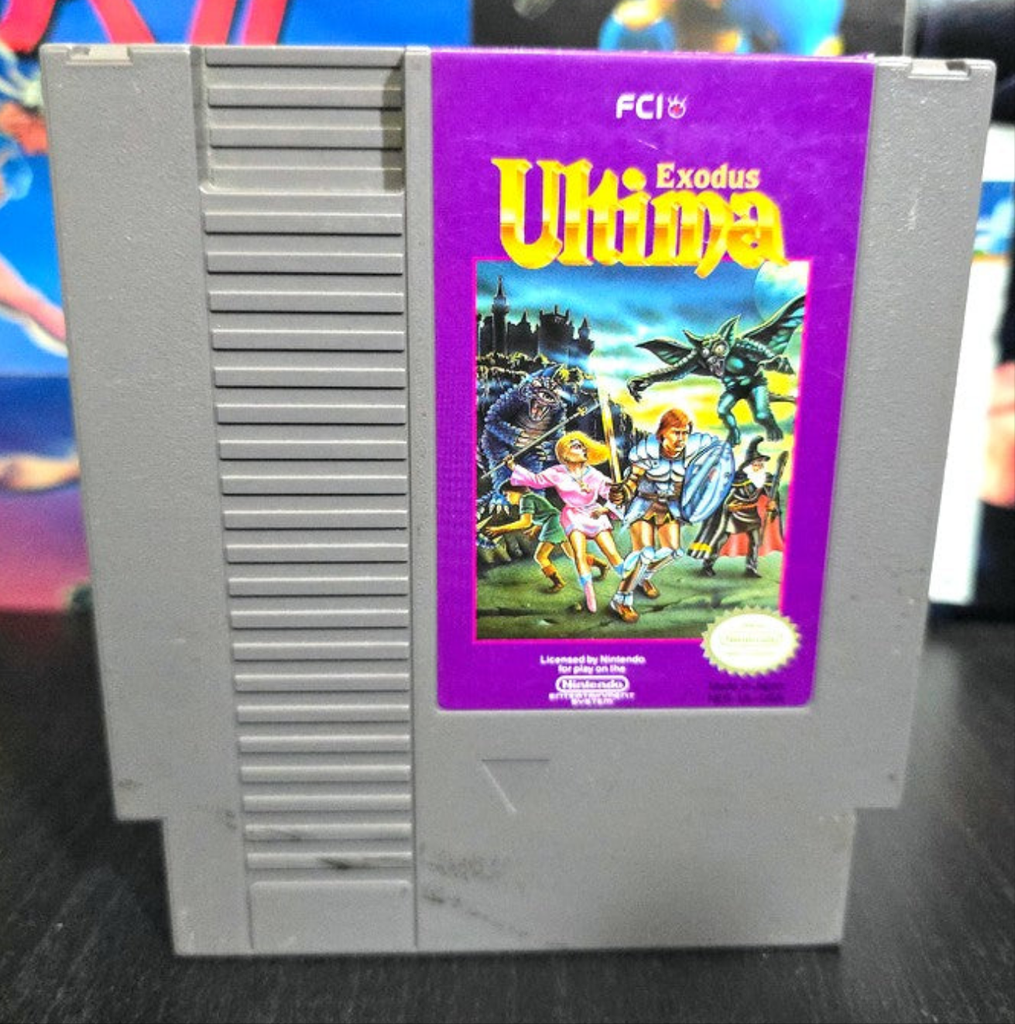 FCI
Exodus
Ultima
Licensed by Nintendo
for play on the
Nintendo
ENTERTAINMENT
SYSTEM